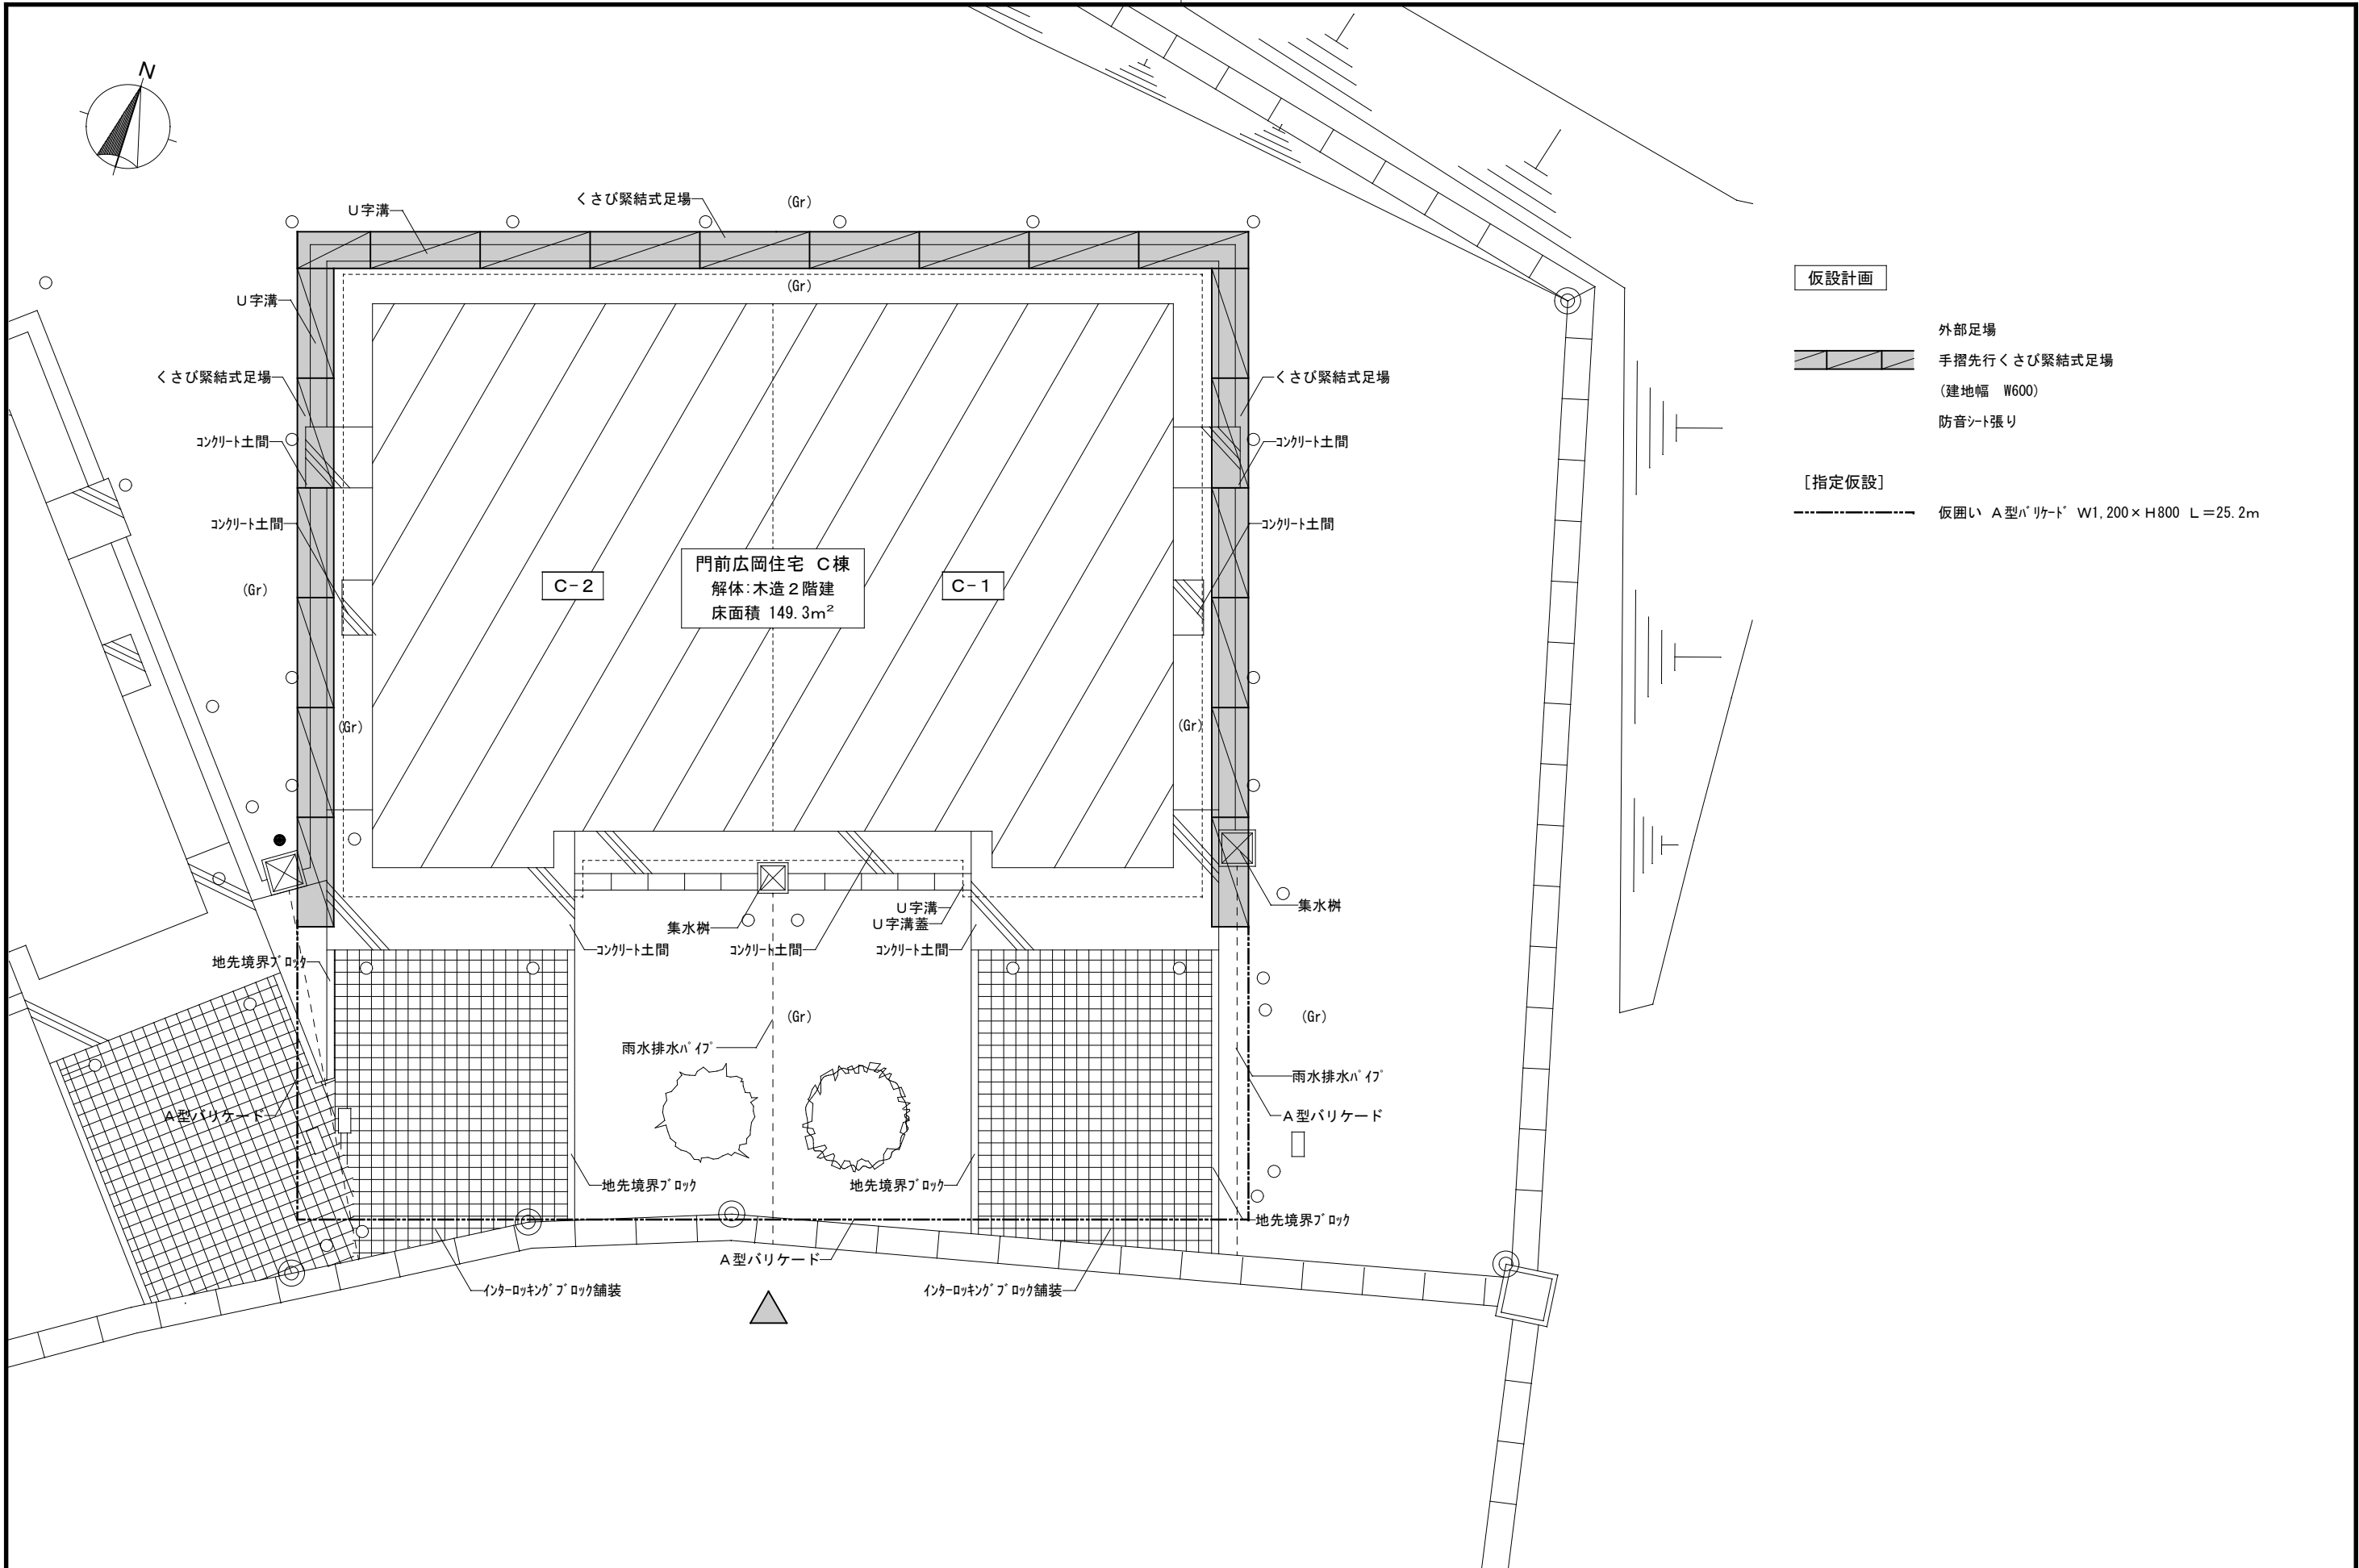 N
くさび緊結式足場
(Gr)
U字溝
(Gr)
U字溝
くさび緊結式足場
くさび緊結式足場
コンクリート土間
コンクリート土間
コンクリート土間
コンクリート土間
門前広岡住宅 C棟
解体:木造2階建
床面積 149.3m²
C-2
C-1
(Gr)
(Gr)
(Gr)
U字溝
U字溝蓋
集水桝
集水桝
コンクリート土間
コンクリート土間
コンクリート土間
地先境界ブロック
(Gr)
(Gr)
雨水排水パイプ
雨水排水パイプ
A型バリケード
A型バリケード
地先境界ブロック
地先境界ブロック
地先境界ブロック
A型バリケード
インターロッキングブロック舗装
インターロッキングブロック舗装
仮設計画
外部足場
手摺先行くさび緊結式足場
(建地幅 W600)
防音シート張り
[指定仮設]
仮囲い A型バリケード W1,200×H800 L=25.2m